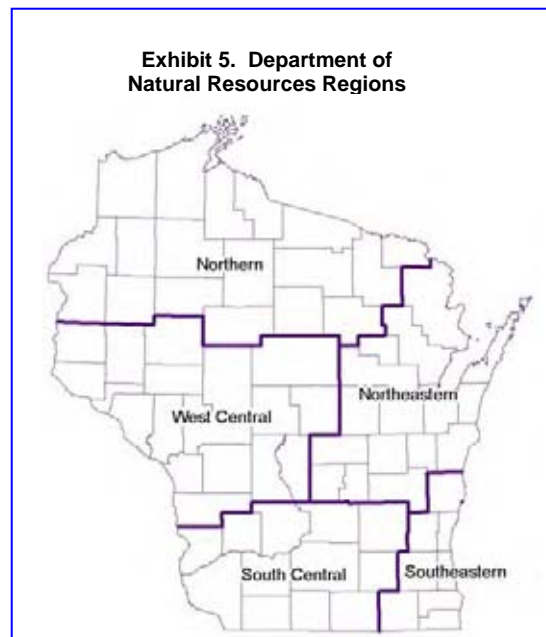 Exhibit 5. Department of
Natural Resources Regions
Northern
Northeastern
West Central
South Central
Southeastern